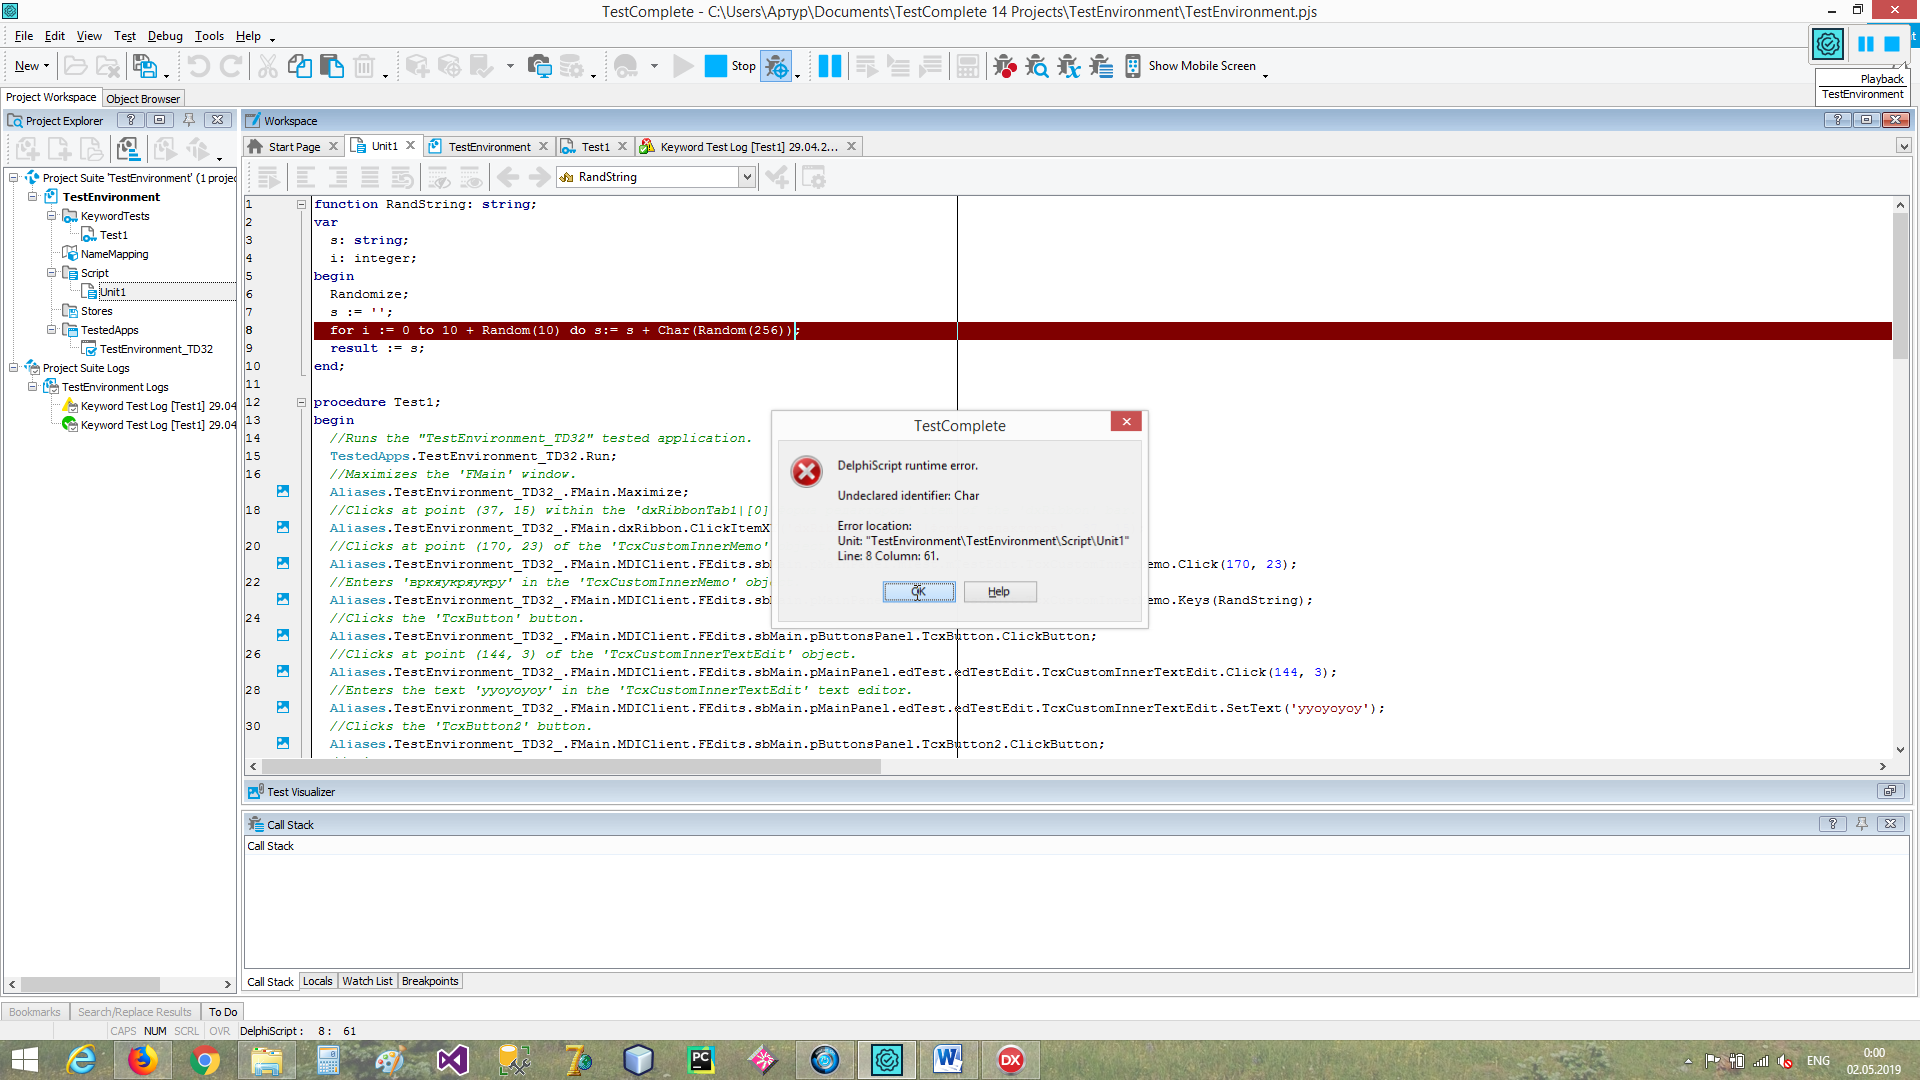 TestComplete - C:\Users\Артур\Documents\TestComplete 14 Projects\TestEnvironment\TestEnvironment.pjs
File Edit View Test Debug Tools Help
New
Stop
Show Mobile Screen
Playback
TestEnvironment
Project Workspace Object Browser
Project Explorer
Workspace
Start Page Unit1 TestEnvironment Test1 Keyword Test Log [Test1] 29.04.2...
RandString
Project Suite 'TestEnvironment' (1 projec
TestEnvironment
KeywordTests
Test1
NameMapping
Script
Unit1
Stores
TestedApps
TestEnvironment_TD32
Project Suite Logs
TestEnvironment Logs
Keyword Test Log [Test1] 29.04
Keyword Test Log [Test1] 29.04
1 function RandString: string;
2 var
3 s: string;
4 i: integer;
5 begin
6 Randomize;
7 s := '';
8 for i := 0 to 10 + Random(10) do s:= s + Char(Random(256));
9 result := s;
10 end;
11
12 procedure Test1;
13 begin
14 //Runs the "TestEnvironment_TD32" tested application.
15 TestedApps.TestEnvironment_TD32.Run;
16 //Maximizes the 'FMain' window.
Aliases.TestEnvironment_TD32_.FMain.Maximize;
18 //Clicks at point (37, 15) within the 'dxRibbonTab1|[0]
Aliases.TestEnvironment_TD32_.FMain.dxRibbon.ClickItemX
20 //Clicks at point (170, 23) of the 'TcxCustomInnerMemo'
Aliases.TestEnvironment_TD32_.FMain.MDIClient.FEdits.sb emo.Click(170, 23);
22 //Enters 'вркяукряукру' in the 'TcxCustomInnerMemo' obj
Aliases.TestEnvironment_TD32_.FMain.MDIClient.FEdits.sb emo.Keys(RandString);
24 //Clicks the 'TcxButton' button.
Aliases.TestEnvironment_TD32_.FMain.MDIClient.FEdits.sbMain.pButtonsPanel.TcxButton.ClickButton;
26 //Clicks at point (144, 3) of the 'TcxCustomInnerTextEdit' object.
Aliases.TestEnvironment_TD32_.FMain.MDIClient.FEdits.sbMain.pMainPanel.edTest.edTestEdit.TcxCustomInnerTextEdit.Click(144, 3);
28 //Enters the text 'yyoyoyoy' in the 'TcxCustomInnerTextEdit' text editor.
Aliases.TestEnvironment_TD32_.FMain.MDIClient.FEdits.sbMain.pMainPanel.edTest.edTestEdit.TcxCustomInnerTextEdit.SetText('yyoyoyoy');
30 //Clicks the 'TcxButton2' button.
Aliases.TestEnvironment_TD32_.FMain.MDIClient.FEdits.sbMain.pButtonsPanel.TcxButton2.ClickButton;
TestComplete
DelphiScript runtime error.
Undeclared identifier: Char
Error location:
Unit: "TestEnvironment\TestEnvironment\Script\Unit1"
Line: 8 Column: 61.
OK Help
Test Visualizer
Call Stack
Call Stack
Call Stack Locals Watch List Breakpoints
Bookmarks Search/Replace Results To Do
CAPS NUM SCRL OVR DelphiScript : 8 : 61
PC
W
DX
ENG
0:00
02.05.2019